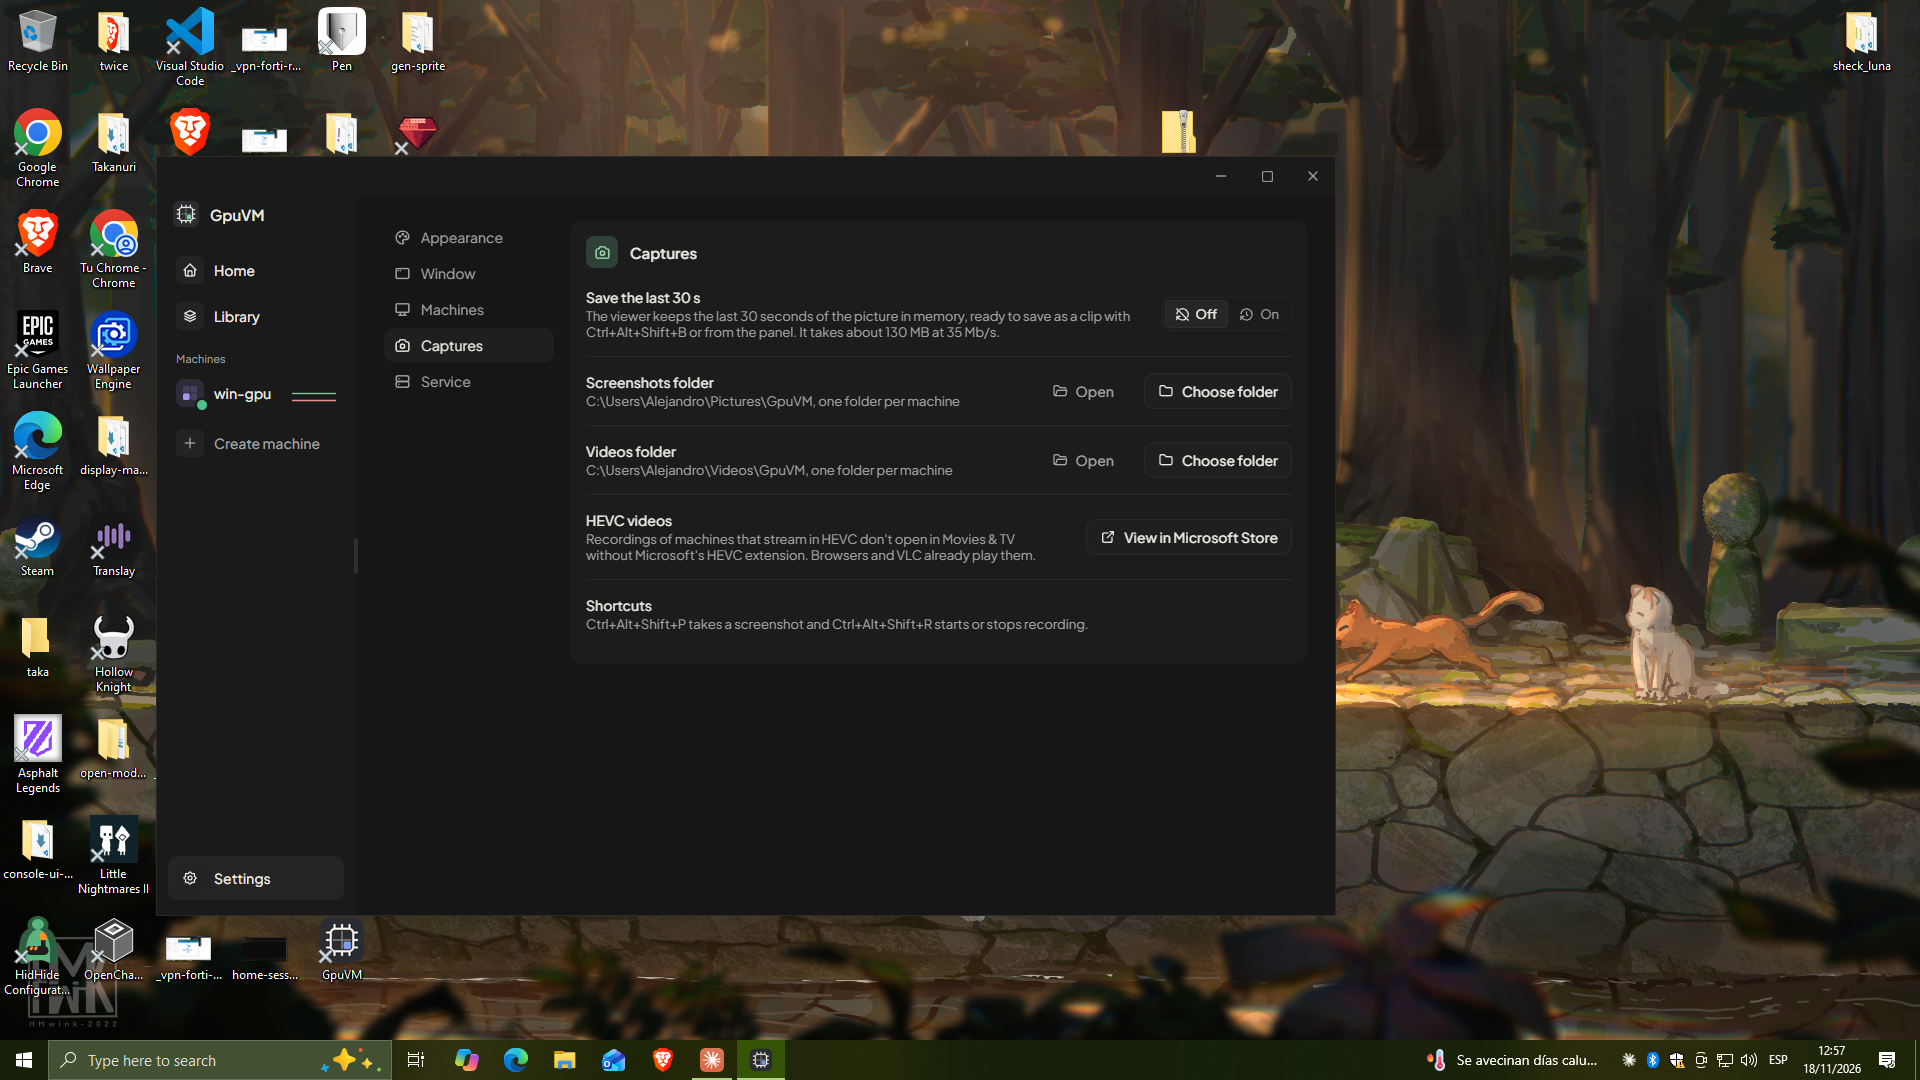 Recycle Bin
twice
Visual Studio
Code
_vpn-forti-r...
Pen
gen-sprite
sheck_luna
Google
Chrome
Takanuri
Brave
Tu Chrome -
Chrome
EPIC
GAMES
Epic Games
Launcher
Wallpaper
Engine
Microsoft
Edge
display-ma...
Steam
Translay
taka
Hollow
Knight
Asphalt
Legends
open-mod...
console-ui-...
Little
Nightmares II
HidHide
Configurat...
OpenCha...
_vpn-forti-...
home-sess...
GpuVM
HMwink-2022
GpuVM
Home
Library
Machines
win-gpu
Create machine
Settings
Appearance
Window
Machines
Captures
Service
Captures
Save the last 30 s
The viewer keeps the last 30 seconds of the picture in memory, ready to save as a clip with
Ctrl+Alt+Shift+B or from the panel. It takes about 130 MB at 35 Mb/s.
Off
On
Screenshots folder
C:\Users\Alejandro\Pictures\GpuVM, one folder per machine
Open
Choose folder
Videos folder
C:\Users\Alejandro\Videos\GpuVM, one folder per machine
Open
Choose folder
HEVC videos
Recordings of machines that stream in HEVC don't open in Movies & TV
without Microsoft's HEVC extension. Browsers and VLC already play them.
View in Microsoft Store
Shortcuts
Ctrl+Alt+Shift+P takes a screenshot and Ctrl+Alt+Shift+R starts or stops recording.
Type here to search
Se avecinan días calu...
ESP
12:57
18/11/2026